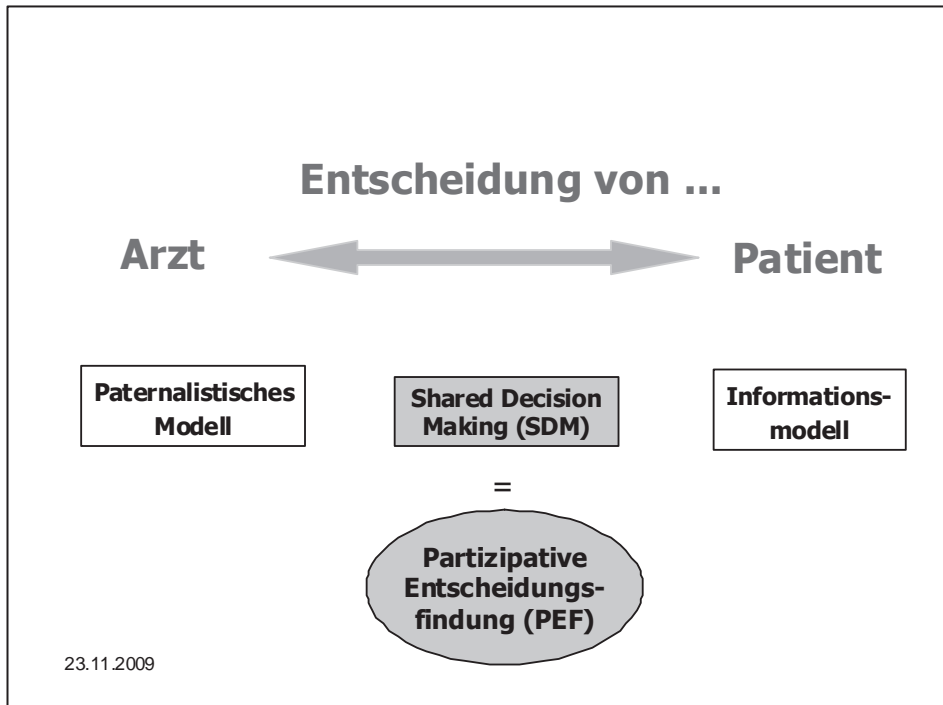 Entscheidung von ...
Arzt
Patient
Paternalistisches
Modell
Shared Decision
Making (SDM)
Informations-
modell
=
Partizipative
Entscheidungs-
findung (PEF)
23.11.2009